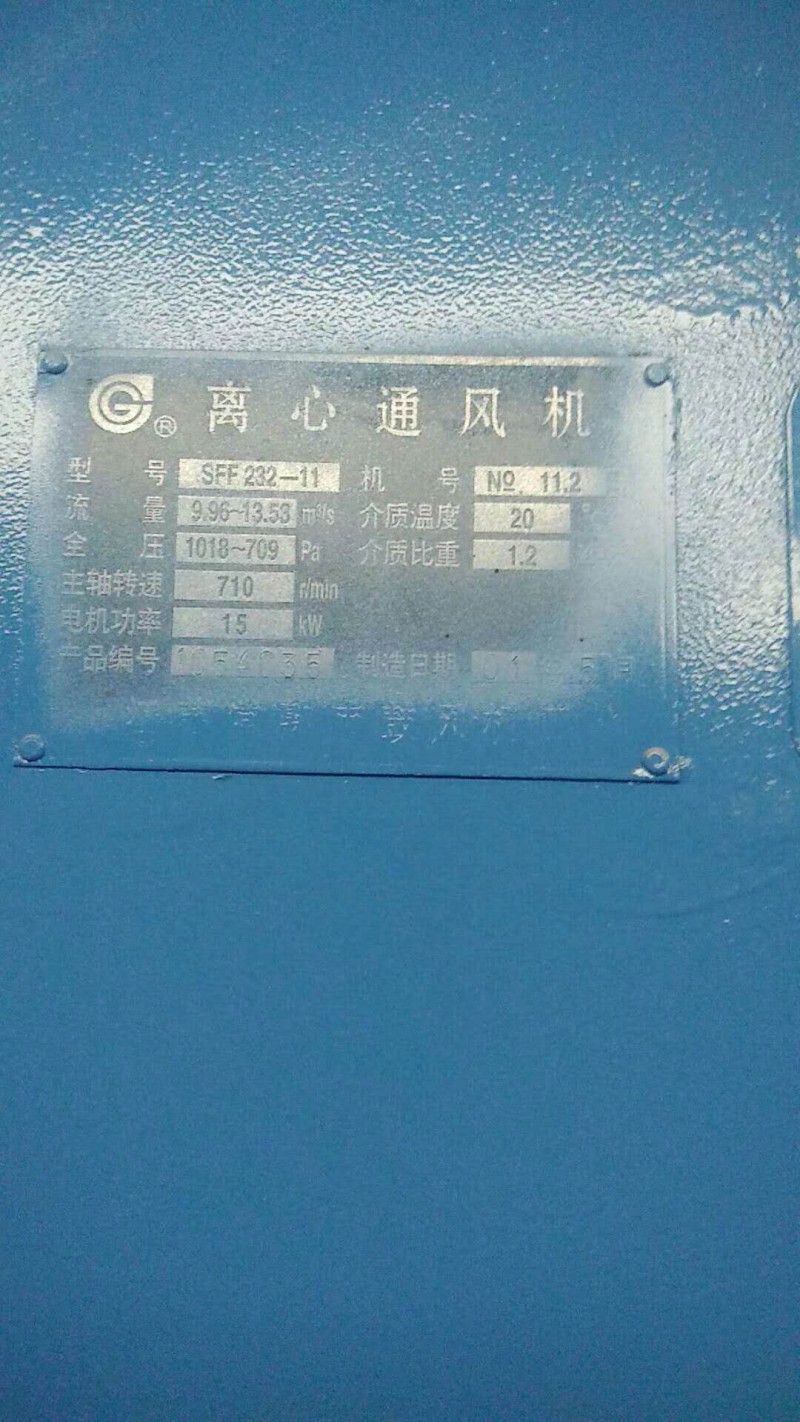 G ® 离心通风机
型号 SFF232-11 机号 № 11.2
流量 9.96~13.53 m³/s 介质温度 20
全压 1018~709 Pa 介质比重 1.2
主轴转速 710 r/min
电机功率 15 kW
产品编号 制造日期